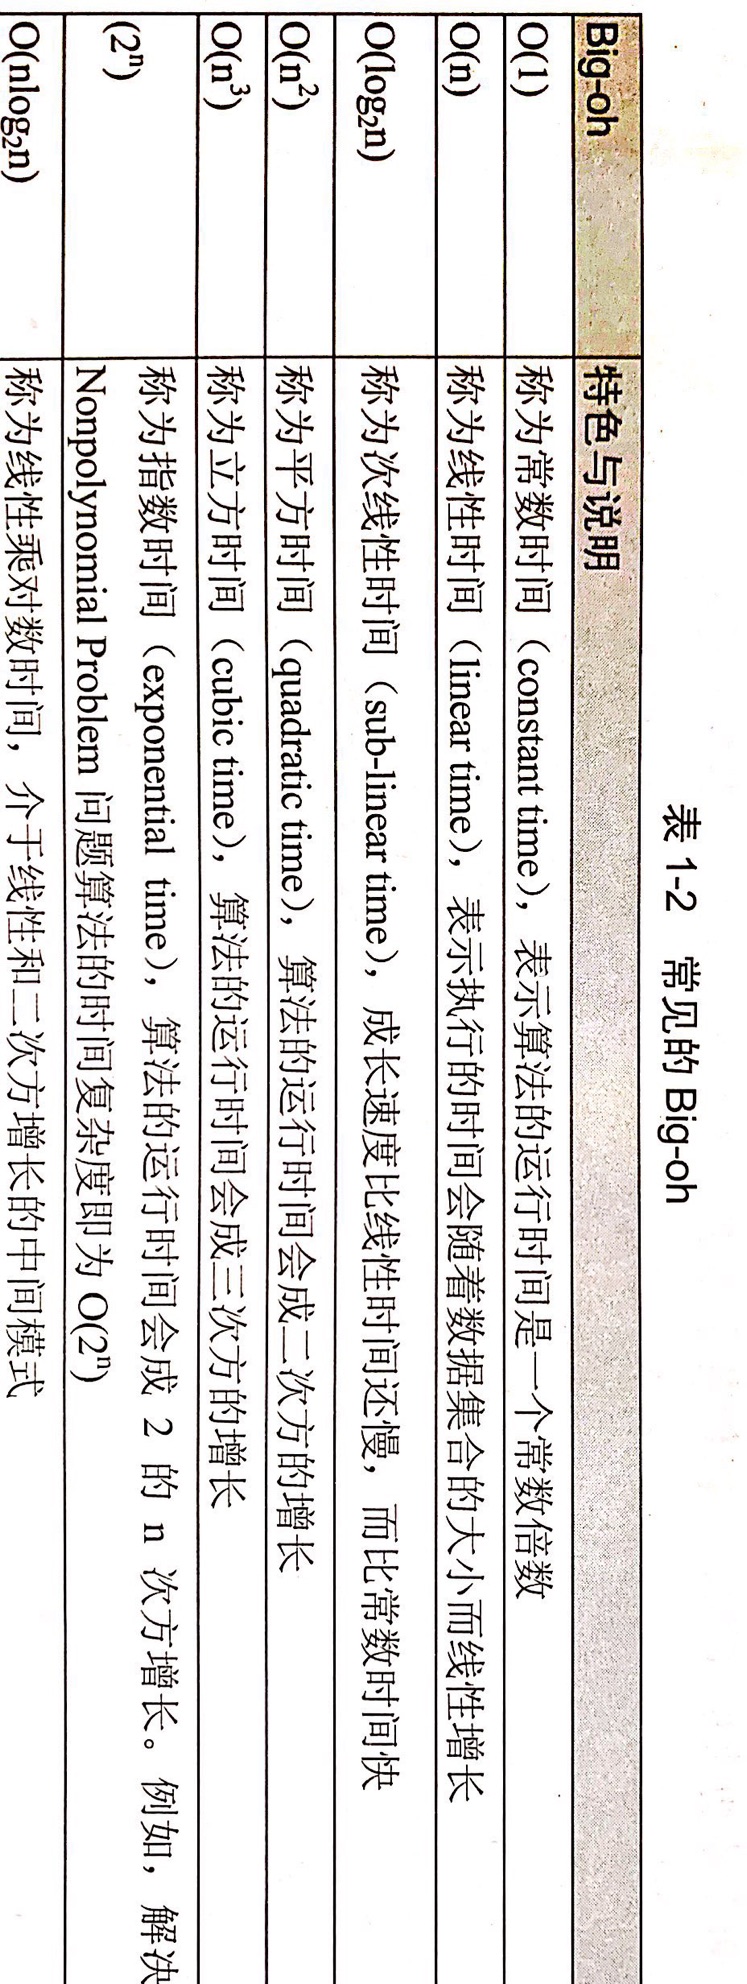 表 1-2 常见的 Big-oh
Big-oh 特色与说明
O(1) 称为常数时间（constant time），表示算法的运行时间是一个常数倍数
O(n) 称为线性时间（linear time），表示执行的时间会随着数据集合的大小而线性增长
O(log₂n) 称为次线性时间（sub-linear time），成长速度比线性时间还慢，而比常数时间快
O(n²) 称为平方时间（quadratic time），算法的运行时间会成二次方的增长
O(n³) 称为立方时间（cubic time），算法的运行时间会成三次方的增长
(2ⁿ) 称为指数时间（exponential time），算法的运行时间会成 2 的 n 次方增长。例如，解决
Nonpolynomial Problem 问题算法的时间复杂度即为 O(2ⁿ)
O(nlog₂n) 称为线性乘对数时间，介于线性和二次方增长的中间模式